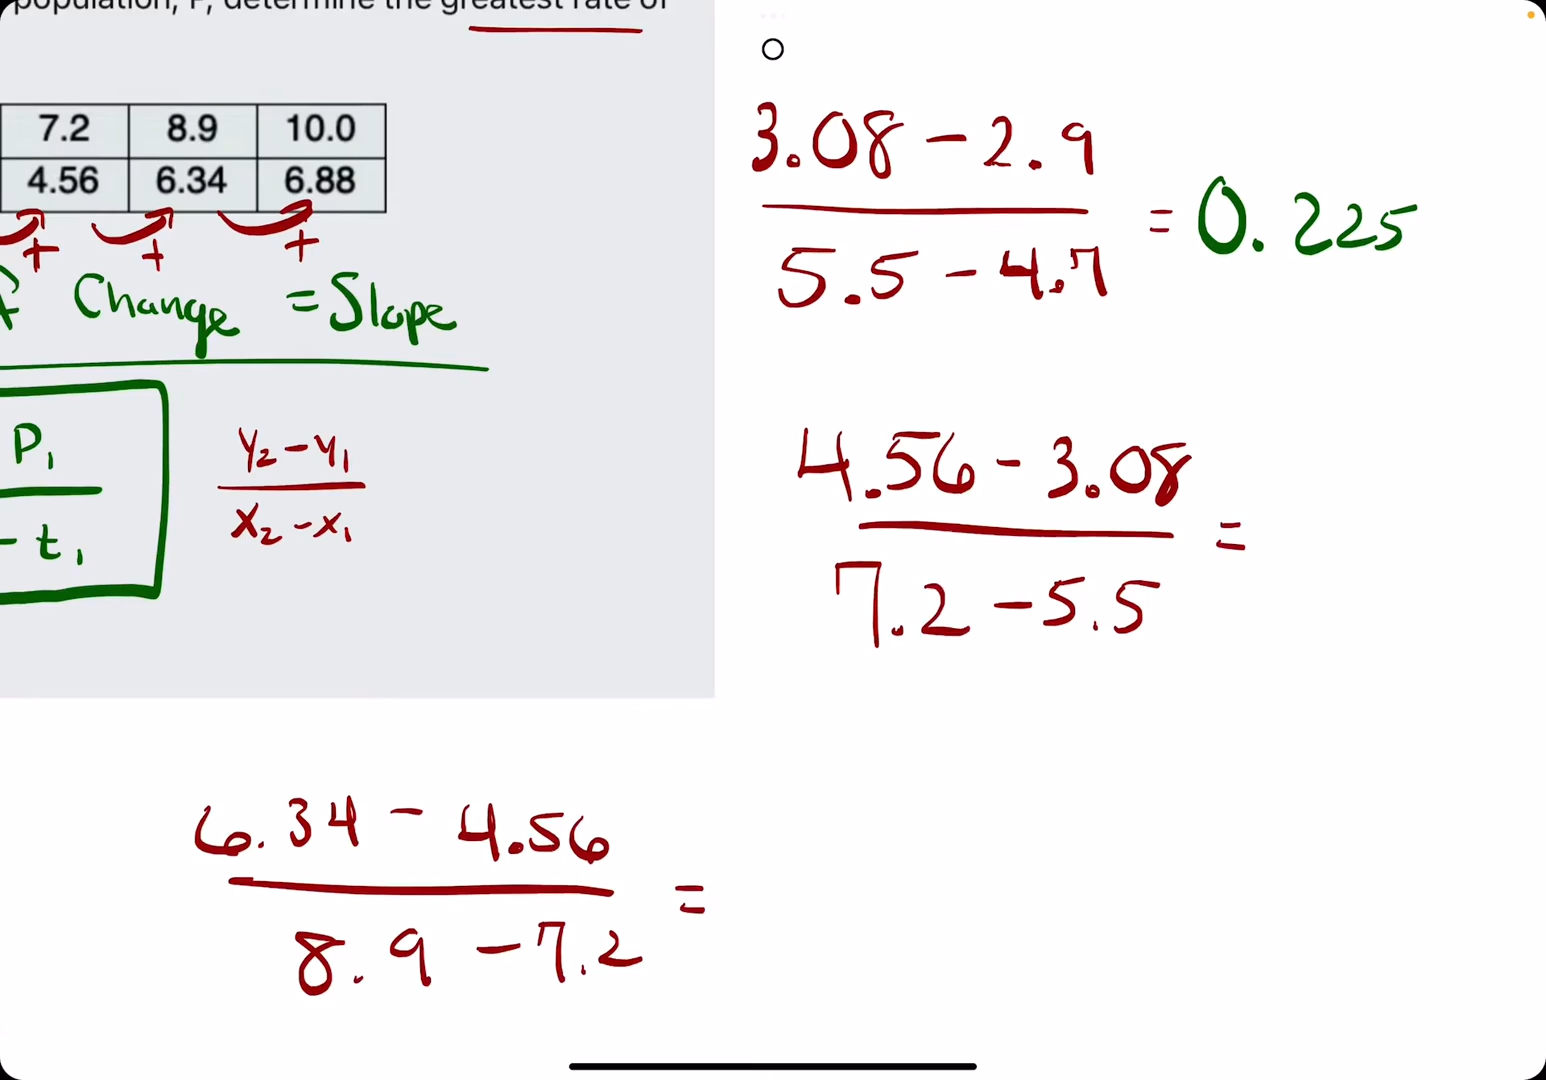 population, P, determine the greatest rate of
7.2 8.9 10.0
4.56 6.34 6.88
+ + +
Change = Slope
P₁
- t₁
y₂ - y₁
x₂ - x₁
3.08 - 2.9
5.5 - 4.7
= 0.225
4.56 - 3.08
7.2 - 5.5
=
6.34 - 4.56
8.9 - 7.2
=